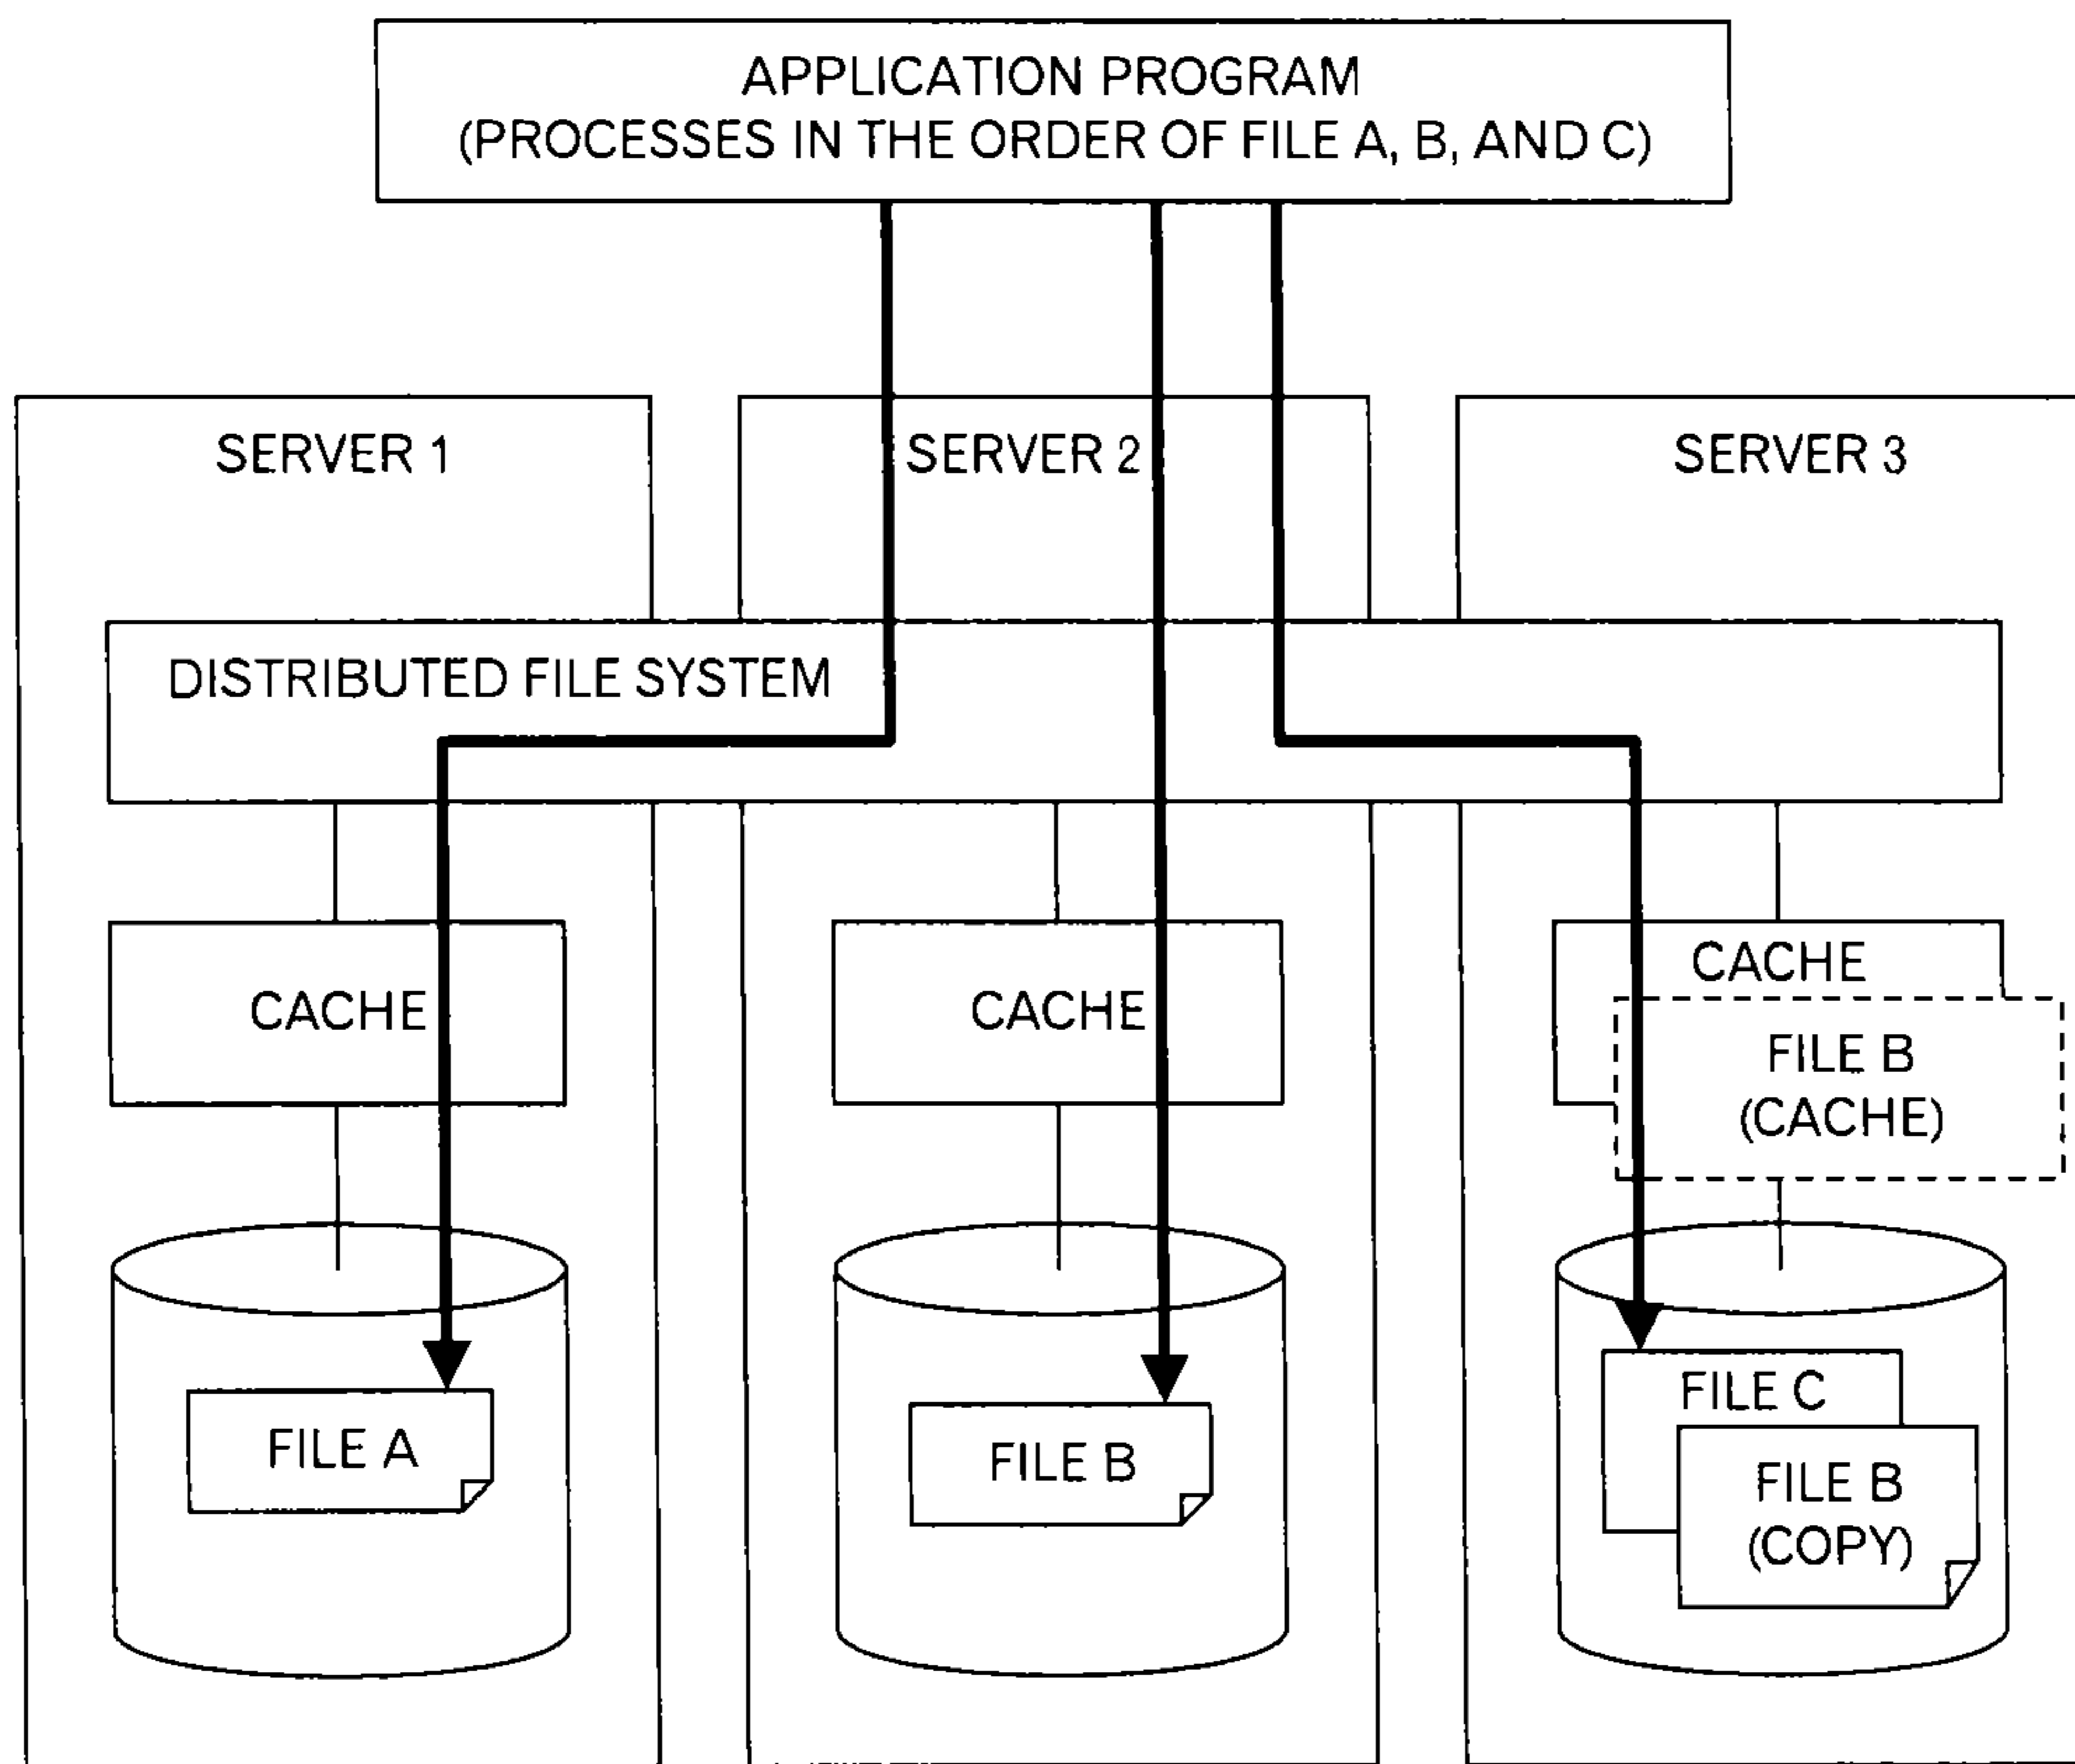 APPLICATION PROGRAM
(PROCESSES IN THE ORDER OF FILE A, B, AND C)
SERVER 1
SERVER 2
SERVER 3
DISTRIBUTED FILE SYSTEM
CACHE
CACHE
CACHE
FILE B
(CACHE)
FILE A
FILE B
FILE C
FILE B
(COPY)